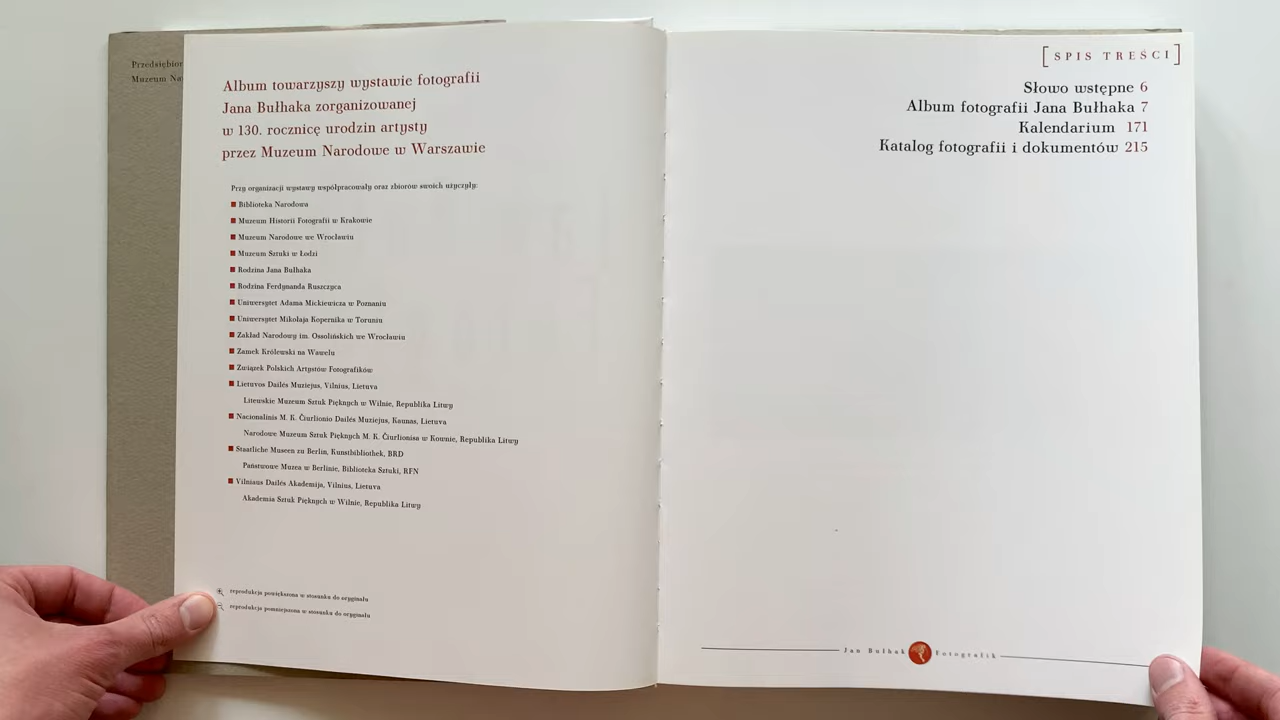 Przedsiębior
Muzeum Na
Album towarzyszy wystawie fotografii
Jana Bułhaka zorganizowanej
w 130. rocznicę urodzin artysty
przez Muzeum Narodowe w Warszawie
Przy organizacji wystawy współpracowały oraz zbiorów swoich użyczyły:
Biblioteka Narodowa
Muzeum Historii Fotografii w Krakowie
Muzeum Narodowe we Wrocławiu
Muzeum Sztuki w Łodzi
Rodzina Jana Bułhaka
Rodzina Ferdynanda Ruszczyca
Uniwersytet Adama Mickiewicza w Poznaniu
Uniwersytet Mikołaja Kopernika w Toruniu
Zakład Narodowy im. Ossolińskich we Wrocławiu
Zamek Królewski na Wawelu
Związek Polskich Artystów Fotografików
Lietuvos Dailės Muziejus, Vilnius, Lietuva
Litewskie Muzeum Sztuk Pięknych w Wilnie, Republika Litwy
Nacionalinis M. K. Čiurlionio Dailės Muziejus, Kaunas, Lietuva
Narodowe Muzeum Sztuk Pięknych M. K. Čiurlionisa w Kownie, Republika Litwy
Staatliche Museen zu Berlin, Kunstbibliothek, BRD
Państwowe Muzea w Berlinie, Biblioteka Sztuki, RFN
Vilniaus Dailės Akademija, Vilnius, Lietuva
Akademia Sztuk Pięknych w Wilnie, Republika Litwy
reprodukcja powiększona w stosunku do oryginału
reprodukcja pomniejszona w stosunku do oryginału
[SPIS TREŚCI]
Słowo wstępne 6
Album fotografii Jana Bułhaka 7
Kalendarium 171
Katalog fotografii i dokumentów 215
Jan Bułhak Fotografik